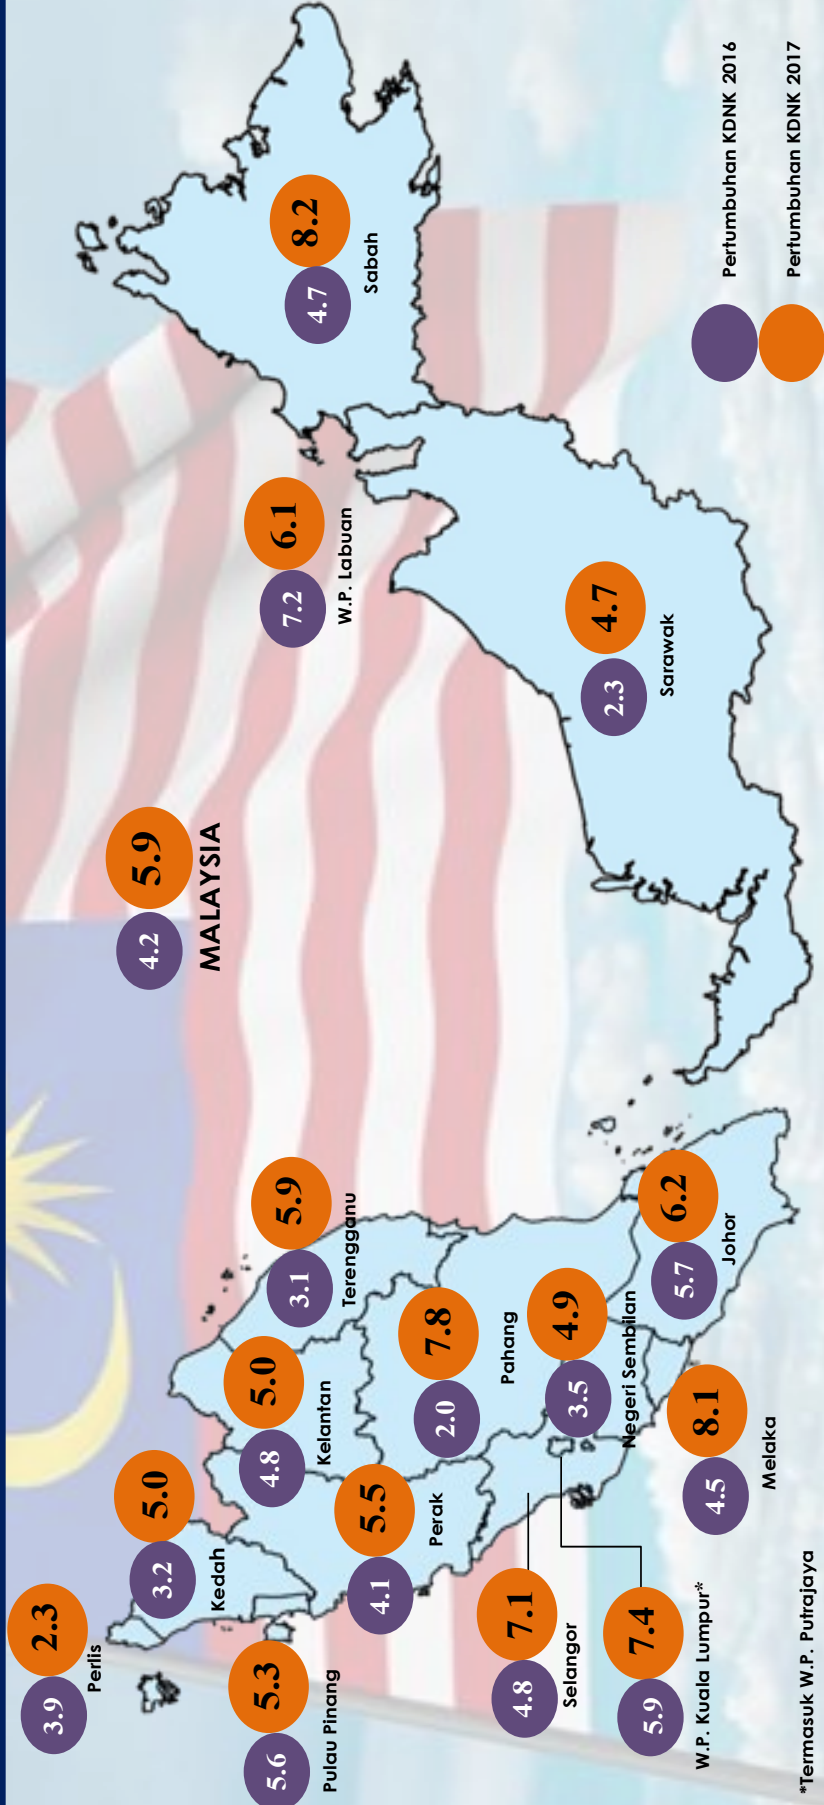 3.9
2.3
Perlis
3.2
5.0
Kedah
5.6
5.3
Pulau Pinang
4.1
5.5
Perak
4.8
5.0
Kelantan
3.1
5.9
Terengganu
2.0
7.8
Pahang
4.8
7.1
Selangor
5.9
7.4
W.P. Kuala Lumpur*
3.5
4.9
Negeri Sembilan
4.5
8.1
Melaka
5.7
6.2
Johor
4.2
5.9
MALAYSIA
7.2
6.1
W.P. Labuan
4.7
8.2
Sabah
2.3
4.7
Sarawak
Pertumbuhan KDNK 2016
Pertumbuhan KDNK 2017
*Termasuk W.P. Putrajaya